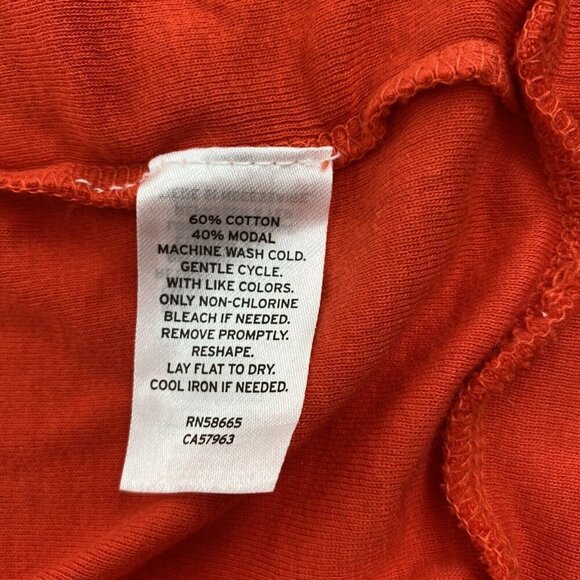 60% COTTON
40% MODAL
MACHINE WASH COLD.
GENTLE CYCLE.
WITH LIKE COLORS.
ONLY NON-CHLORINE
BLEACH IF NEEDED.
REMOVE PROMPTLY.
RESHAPE.
LAY FLAT TO DRY.
COOL IRON IF NEEDED.
RN58665
CA57963